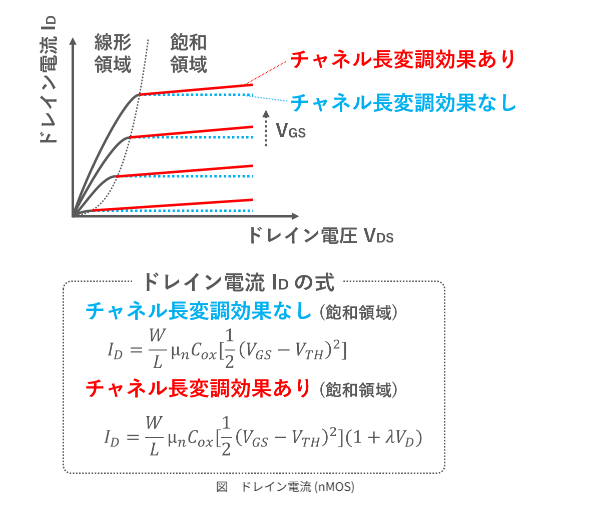 ドレイン電流 ID
線形
領域
飽和
領域
チャネル長変調効果あり
チャネル長変調効果なし
VGS
ドレイン電圧 VDS
ドレイン電流 ID の式
チャネル長変調効果なし (飽和領域)
I_D = W/L μ_n C_ox[1/2(V_GS − V_TH)^2]
チャネル長変調効果あり (飽和領域)
I_D = W/L μ_n C_ox[1/2(V_GS − V_TH)^2](1 + λV_D)
図 ドレイン電流 (nMOS)